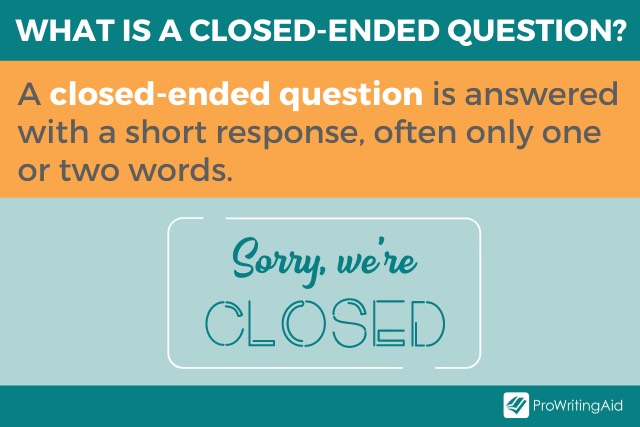 WHAT IS A CLOSED-ENDED QUESTION?
A closed-ended question is answered
with a short response, often only one
or two words.
Sorry, we're
CLOSED
ProWritingAid